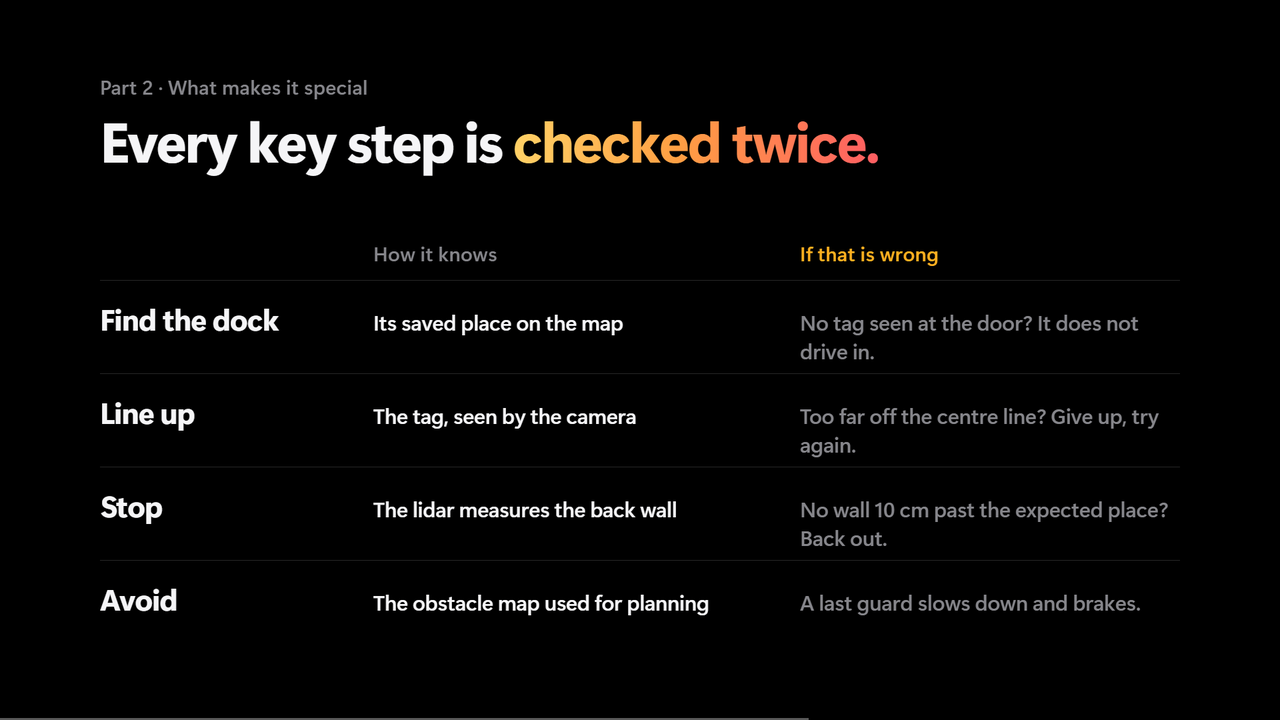 Part 2 · What makes it special
Every key step is checked twice.
How it knows
If that is wrong
Find the dock
Its saved place on the map
No tag seen at the door? It does not
drive in.
Line up
The tag, seen by the camera
Too far off the centre line? Give up, try
again.
Stop
The lidar measures the back wall
No wall 10 cm past the expected place?
Back out.
Avoid
The obstacle map used for planning
A last guard slows down and brakes.